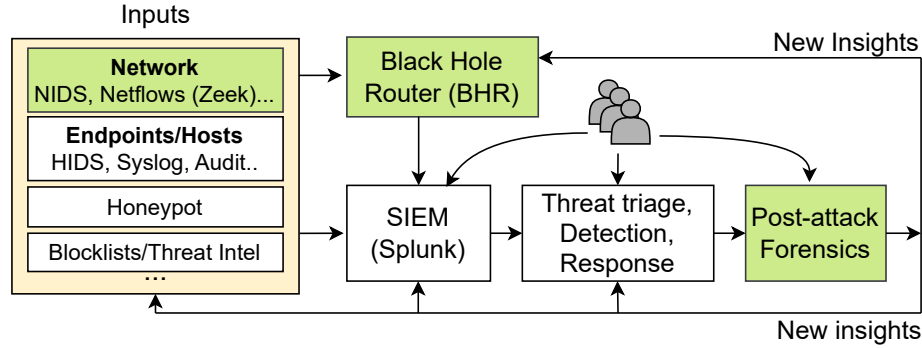 Inputs
Network
NIDS, Netflows (Zeek)...
Endpoints/Hosts
HIDS, Syslog, Audit..
Honeypot
Blocklists/Threat Intel
...
Black Hole
Router (BHR)
New Insights
SIEM
(Splunk)
Threat triage,
Detection,
Response
Post-attack
Forensics
New insights